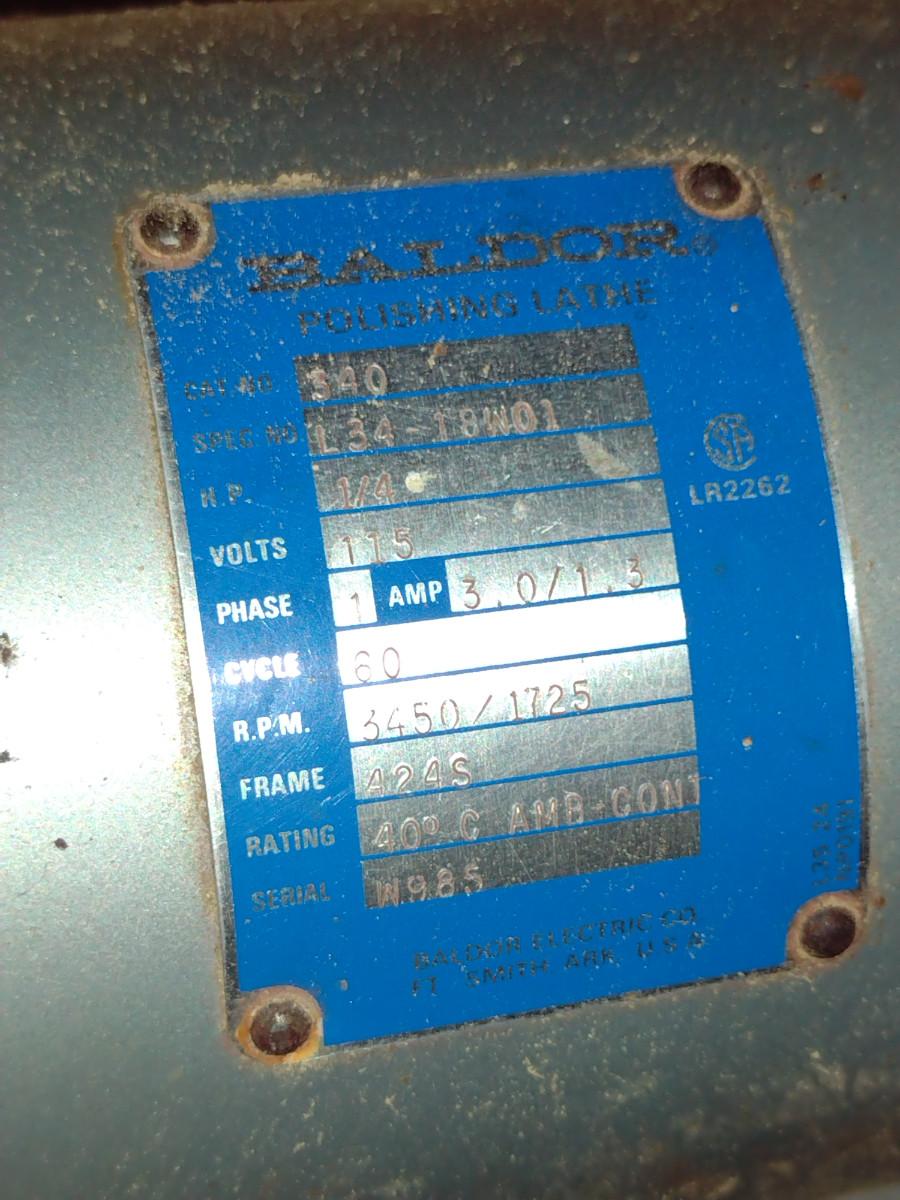 BALDOR®
POLISHING LATHE
CAT. NO. 340
SPEC. NO. L34-18W01
H.P. 1/4
VOLTS 115
PHASE 1 AMP 3.0/1.3
CYCLE 60
R.P.M. 3450/1725
FRAME 424S
RATING 40° C AMB-CONT
SERIAL W985
SA
LR2262
BALDOR ELECTRIC CO.
FT. SMITH, ARK. U.S.A.